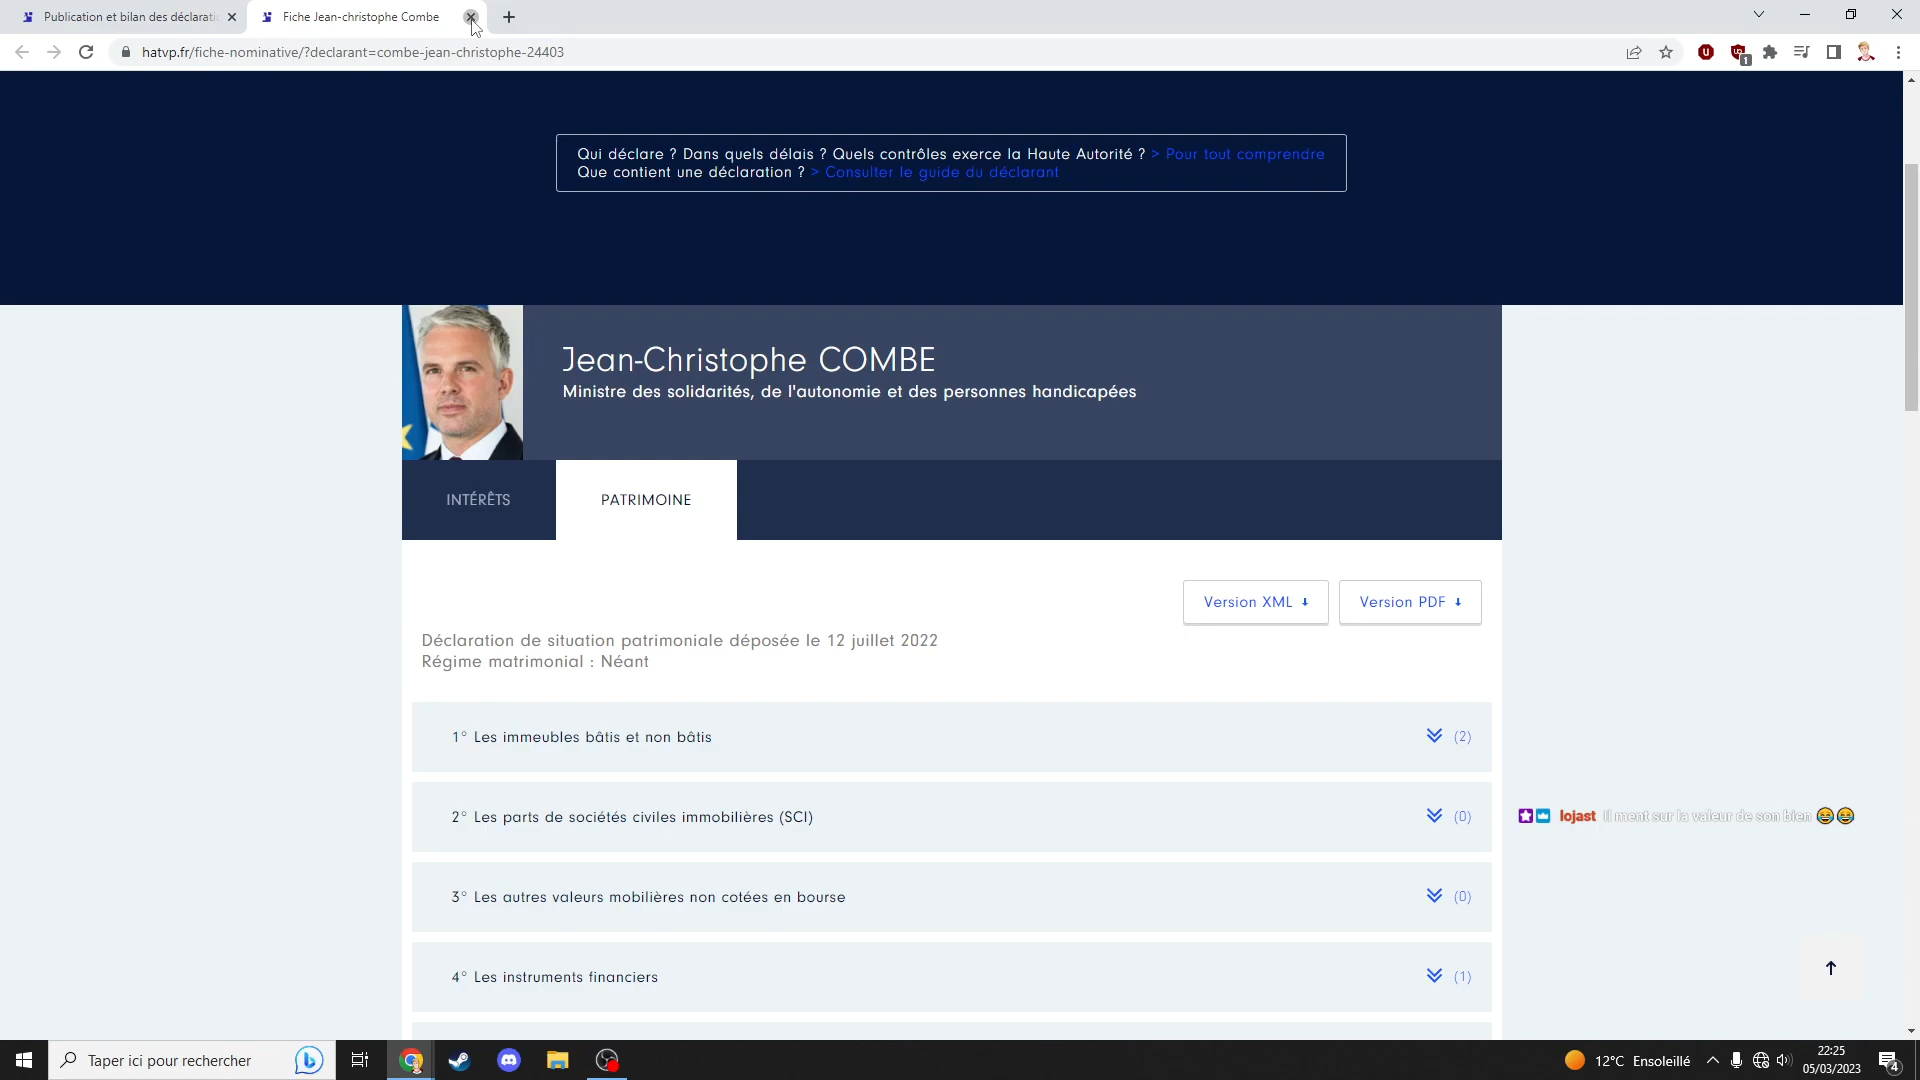 Publication et bilan des déclarati
Fiche Jean-christophe Combe
hatvp.fr/fiche-nominative/?declarant=combe-jean-christophe-24403
1
Qui déclare ? Dans quels délais ? Quels contrôles exerce la Haute Autorité ? > Pour tout comprendre
Que contient une déclaration ? > Consulter le guide du déclarant
Jean-Christophe COMBE
Ministre des solidarités, de l'autonomie et des personnes handicapées
INTÉRÊTS
PATRIMOINE
Version XML
Version PDF
Déclaration de situation patrimoniale déposée le 12 juillet 2022
Régime matrimonial : Néant
1° Les immeubles bâtis et non bâtis (2)
2° Les parts de sociétés civiles immobilières (SCI) (0)
lojast Il ment sur la valeur de son bien
3° Les autres valeurs mobilières non cotées en bourse (0)
4° Les instruments financiers (1)
Taper ici pour rechercher
12°C Ensoleillé
22:25
05/03/2023
4